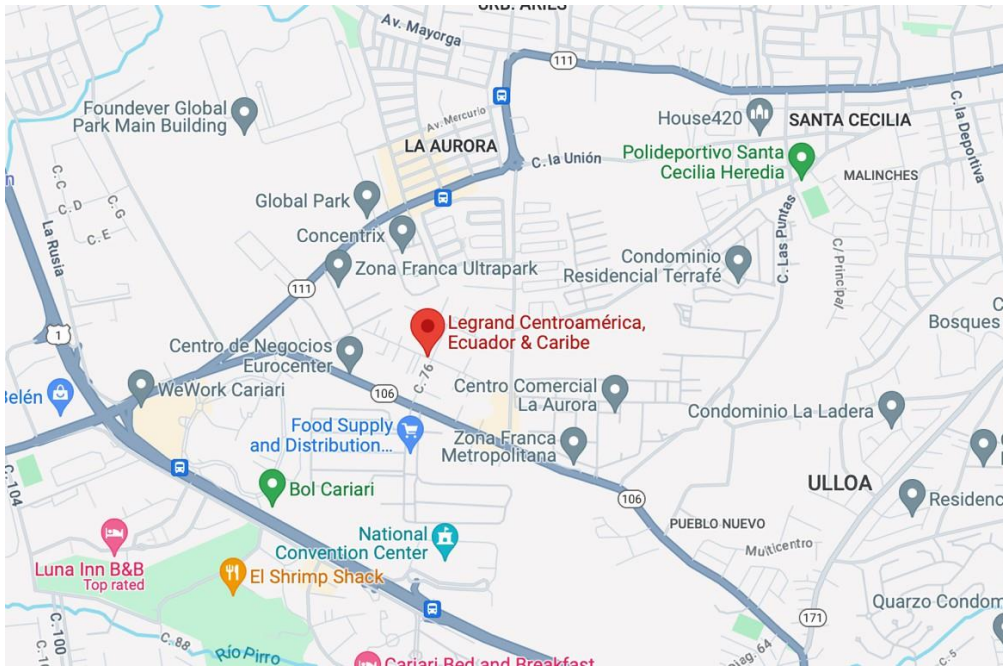 URB. ARIES
Av. Mayorga
111
Foundever Global
Park Main Building
Av. Mercurio
LA AURORA
C. la Unión
House420
SANTA CECILIA
C. la Deportiva
Polideportivo Santa
Cecilia Heredia
MALINCHES
C. C
C. D
C. G
C. E
La Rusia
Global Park
Concentrix
Zona Franca Ultrapark
111
Condominio
Residencial Terrafé
C. Las Puntas
C/ Principal
1
Legrand Centroamérica,
Ecuador & Caribe
Bosques
Centro de Negocios
Eurocenter
C. 76
WeWork Cariari
Belén
106
Centro Comercial
La Aurora
Condominio La Ladera
Food Supply
and Distribution...
Zona Franca
Metropolitana
C. 104
Bol Cariari
106
ULLOA
Residenc
PUEBLO NUEVO
Multicentro
National
Convention Center
Luna Inn B&B
Top rated
El Shrimp Shack
C. 100
C. 88
Río Pirro
171
Quarzo Condom
Diag. 64
C-5
Cariari Bed and Breakfast